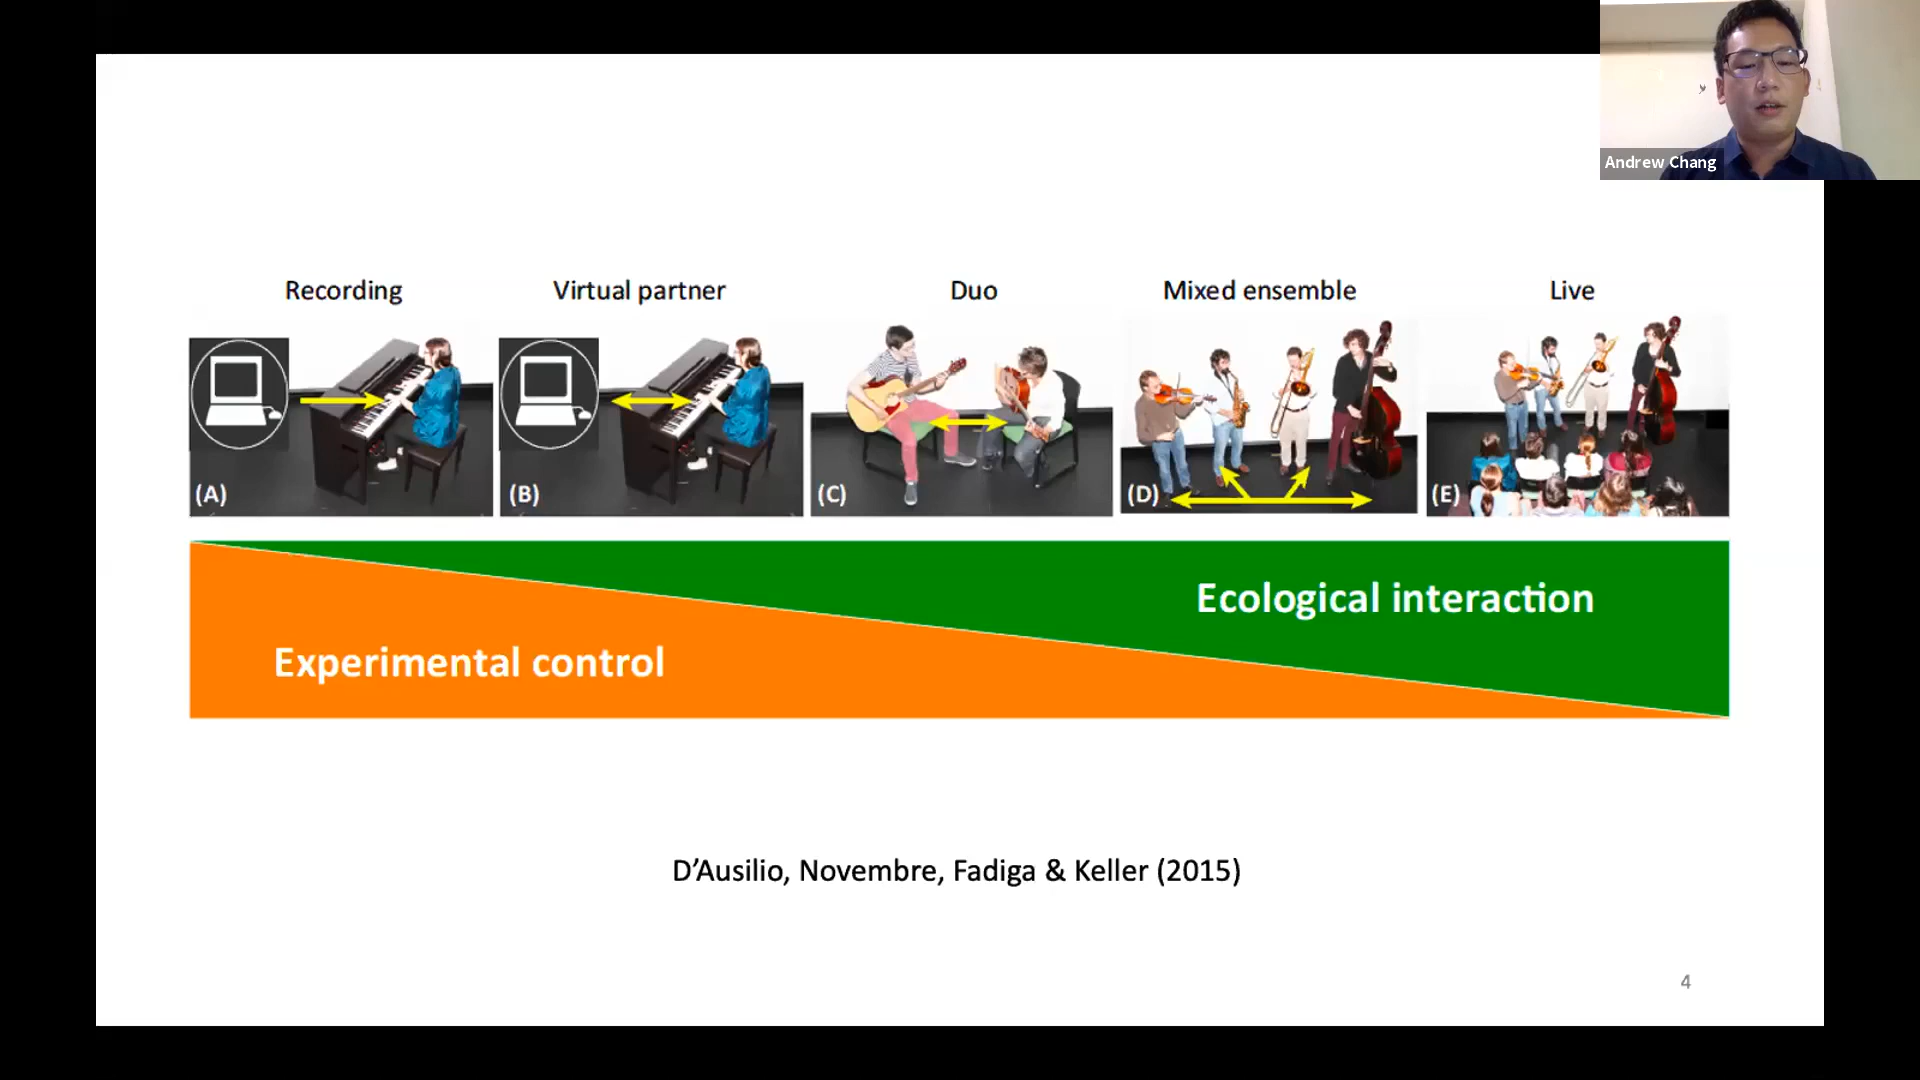 Andrew Chang
Recording
Virtual partner
Duo
Mixed ensemble
Live
(A)
(B)
(C)
(D)
(E)
Ecological interaction
Experimental control
D’Ausilio, Novembre, Fadiga & Keller (2015)
4